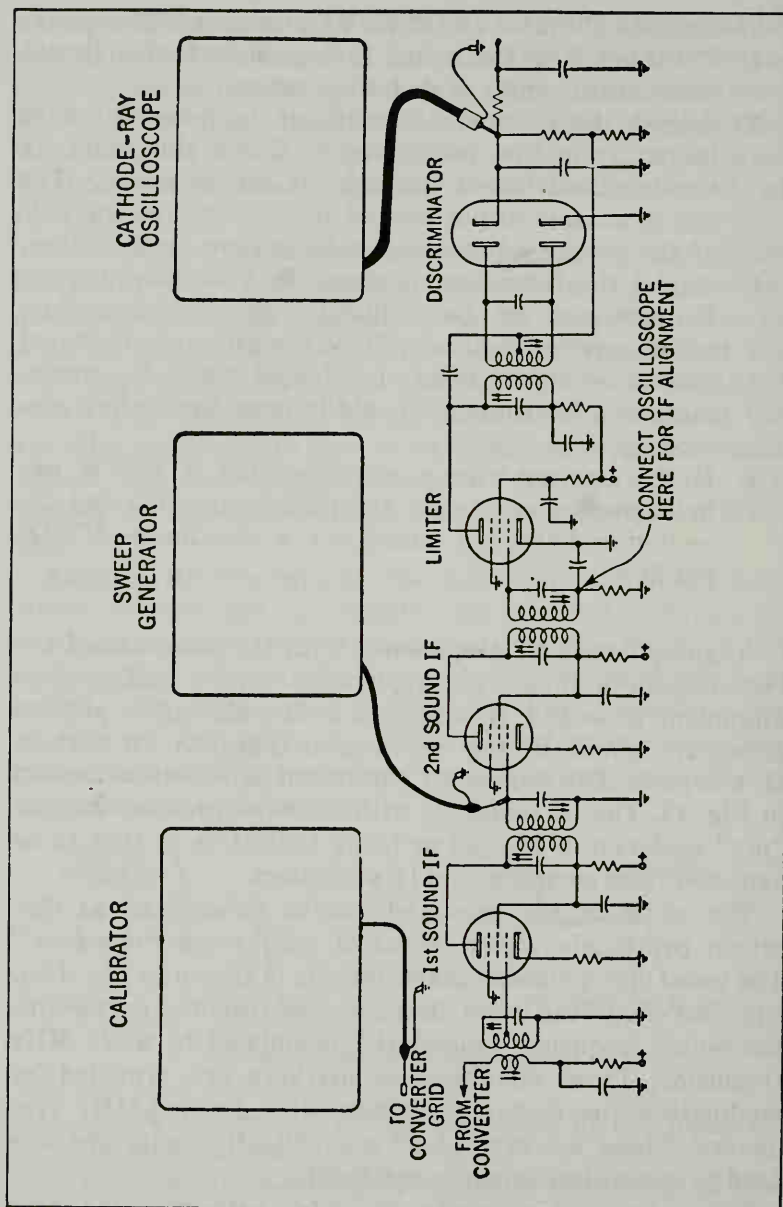 CALIBRATOR
SWEEP
GENERATOR
CATHODE-RAY
OSCILLOSCOPE
TO
CONVERTER
GRID
FROM
CONVERTER
1st SOUND IF
2nd SOUND IF
LIMITER
DISCRIMINATOR
CONNECT OSCILLOSCOPE
HERE FOR IF ALIGNMENT
+
+
+
+